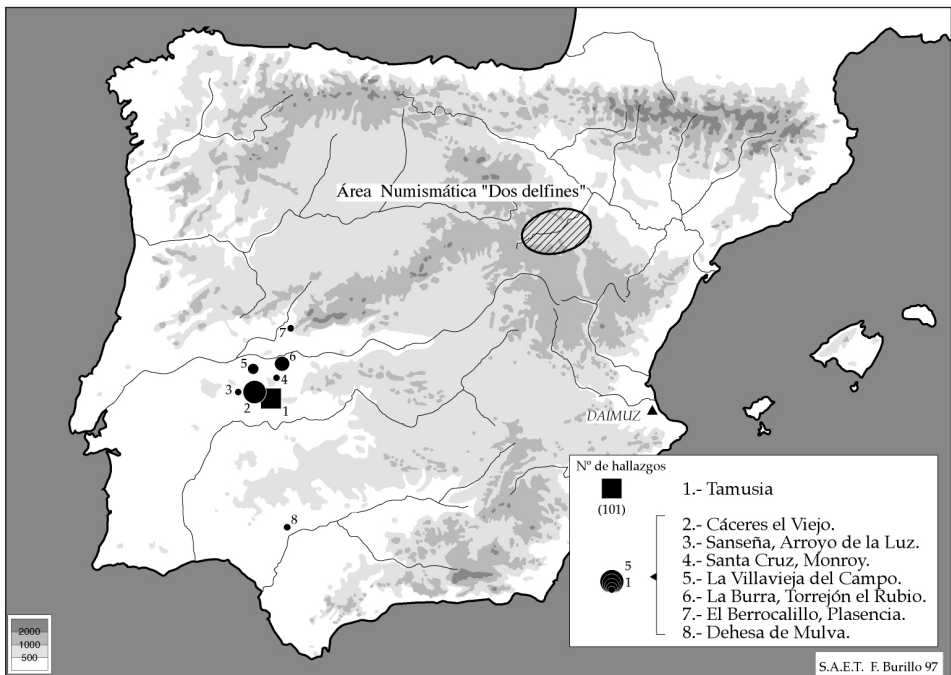 Área Numismática "Dos delfines"
7
5
6
4
3
2
1
DAIMUZ
8
Nº de hallazgos
(101)
1.- Tamusia
5
1
2.- Cáceres el Viejo.
3.- Sanseña, Arroyo de la Luz.
4.- Santa Cruz, Monroy.
5.- La Villavieja del Campo.
6.- La Burra, Torrejón el Rubio.
7.- El Berrocalillo, Plasencia.
8.- Dehesa de Mulva.
2000
1000
500
S.A.E.T. F. Burillo 97